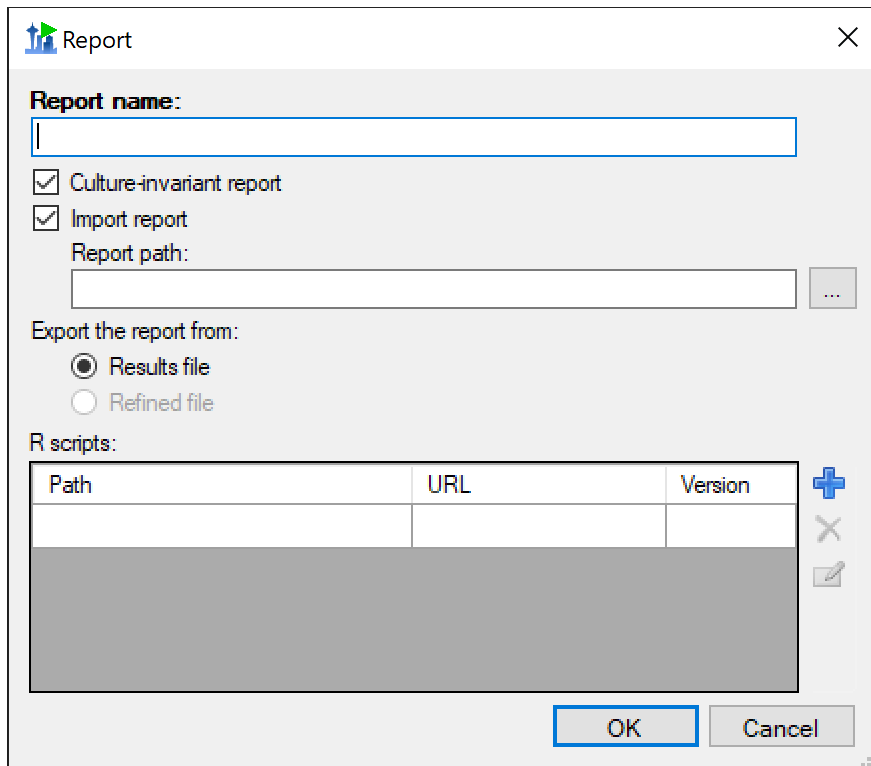 Report
Report name:
Culture-invariant report
Import report
Report path:
...
Export the report from:
Results file
Refined file
R scripts:
Path URL Version
OK Cancel